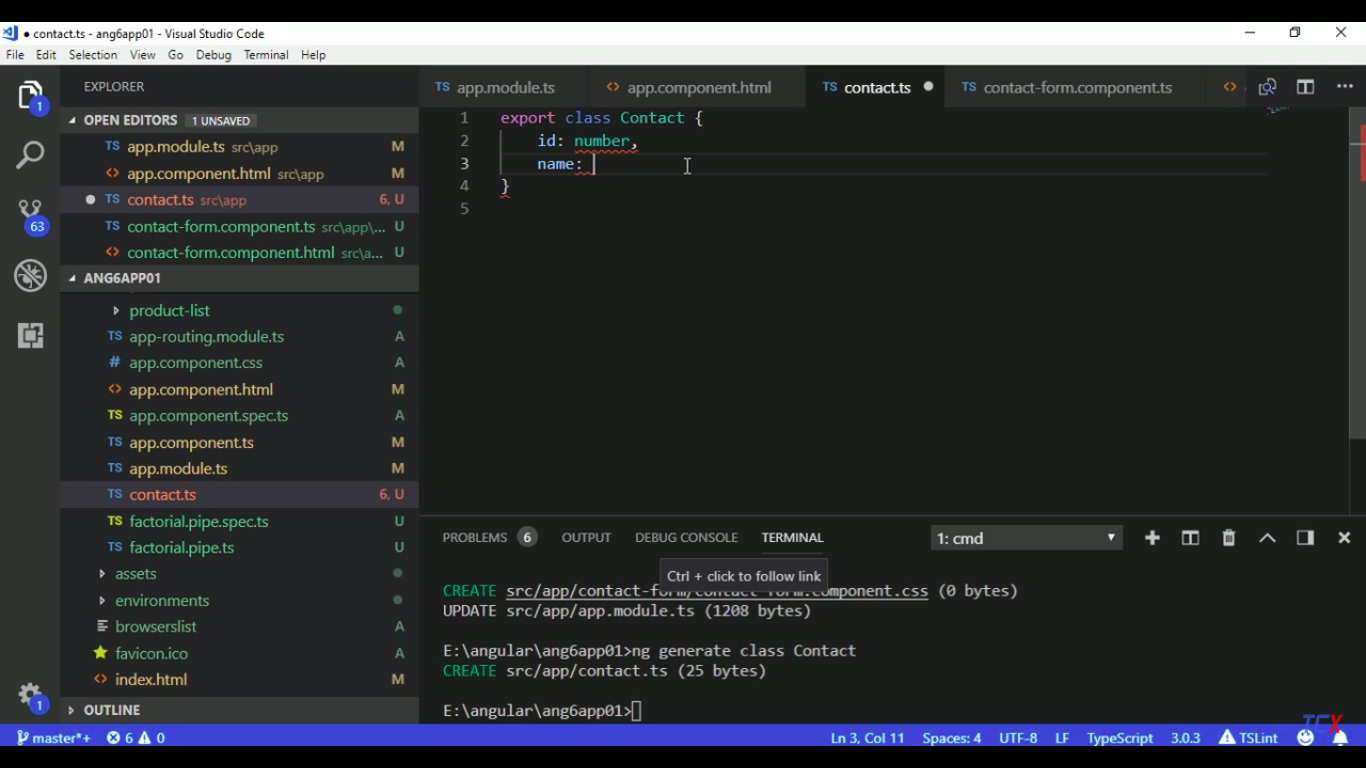 ● contact.ts - ang6app01 - Visual Studio Code
File Edit Selection View Go Debug Terminal Help
1
63
1
EXPLORER
OPEN EDITORS 1 UNSAVED
TS app.module.ts src\app M
<> app.component.html src\app M
● TS contact.ts src\app 6, U
TS contact-form.component.ts src\app\... U
<> contact-form.component.html src\a... U
ANG6APP01
product-list
TS app-routing.module.ts A
# app.component.css A
<> app.component.html M
TS app.component.spec.ts A
TS app.component.ts M
TS app.module.ts M
TS contact.ts 6, U
TS factorial.pipe.spec.ts U
TS factorial.pipe.ts U
assets
environments
browserslist A
favicon.ico A
<> index.html M
OUTLINE
TS app.module.ts <> app.component.html TS contact.ts ● TS contact-form.component.ts <>
1 export class Contact {
2 id: number,
3 name:
4 }
5
PROBLEMS 6 OUTPUT DEBUG CONSOLE TERMINAL 1: cmd
Ctrl + click to follow link
CREATE src/app/contact-form/contact-form.component.css (0 bytes)
UPDATE src/app/app.module.ts (1208 bytes)
E:\angular\ang6app01>ng generate class Contact
CREATE src/app/contact.ts (25 bytes)
E:\angular\ang6app01>
TCX
master*+ 6 0 Ln 3, Col 11 Spaces: 4 UTF-8 LF TypeScript 3.0.3 TSLint